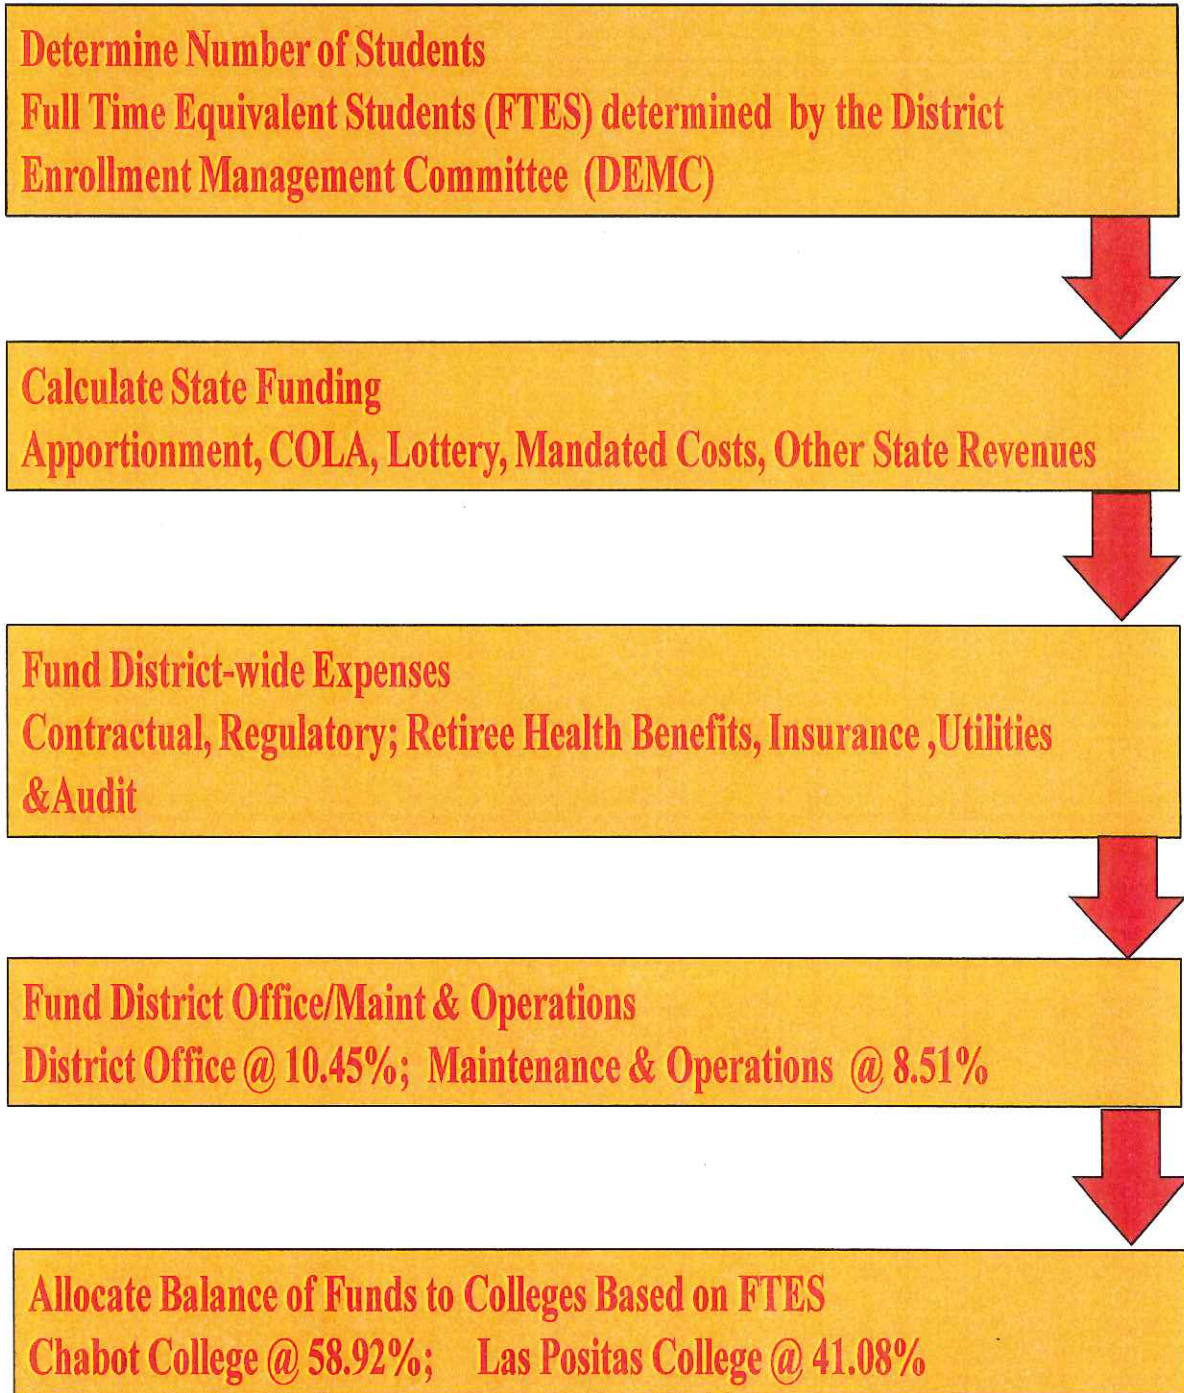 Determine Number of Students
Full Time Equivalent Students (FTES) determined by the District
Enrollment Management Committee (DEMC)
Calculate State Funding
Apportionment, COLA, Lottery, Mandated Costs, Other State Revenues
Fund District-wide Expenses
Contractual, Regulatory; Retiree Health Benefits, Insurance ,Utilities
&Audit
Fund District Office/Maint & Operations
District Office @ 10.45%; Maintenance & Operations @ 8.51%
Allocate Balance of Funds to Colleges Based on FTES
Chabot College @ 58.92%; Las Positas College @ 41.08%